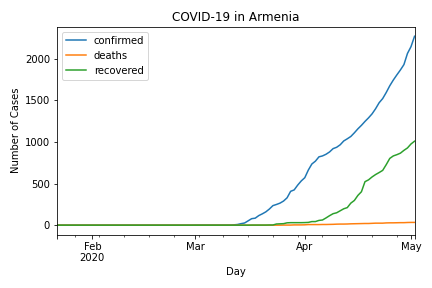 COVID-19 in Armenia
confirmed
deaths
recovered
Number of Cases
2000
1500
1000
500
0
Feb
2020
Mar
Apr
May
Day